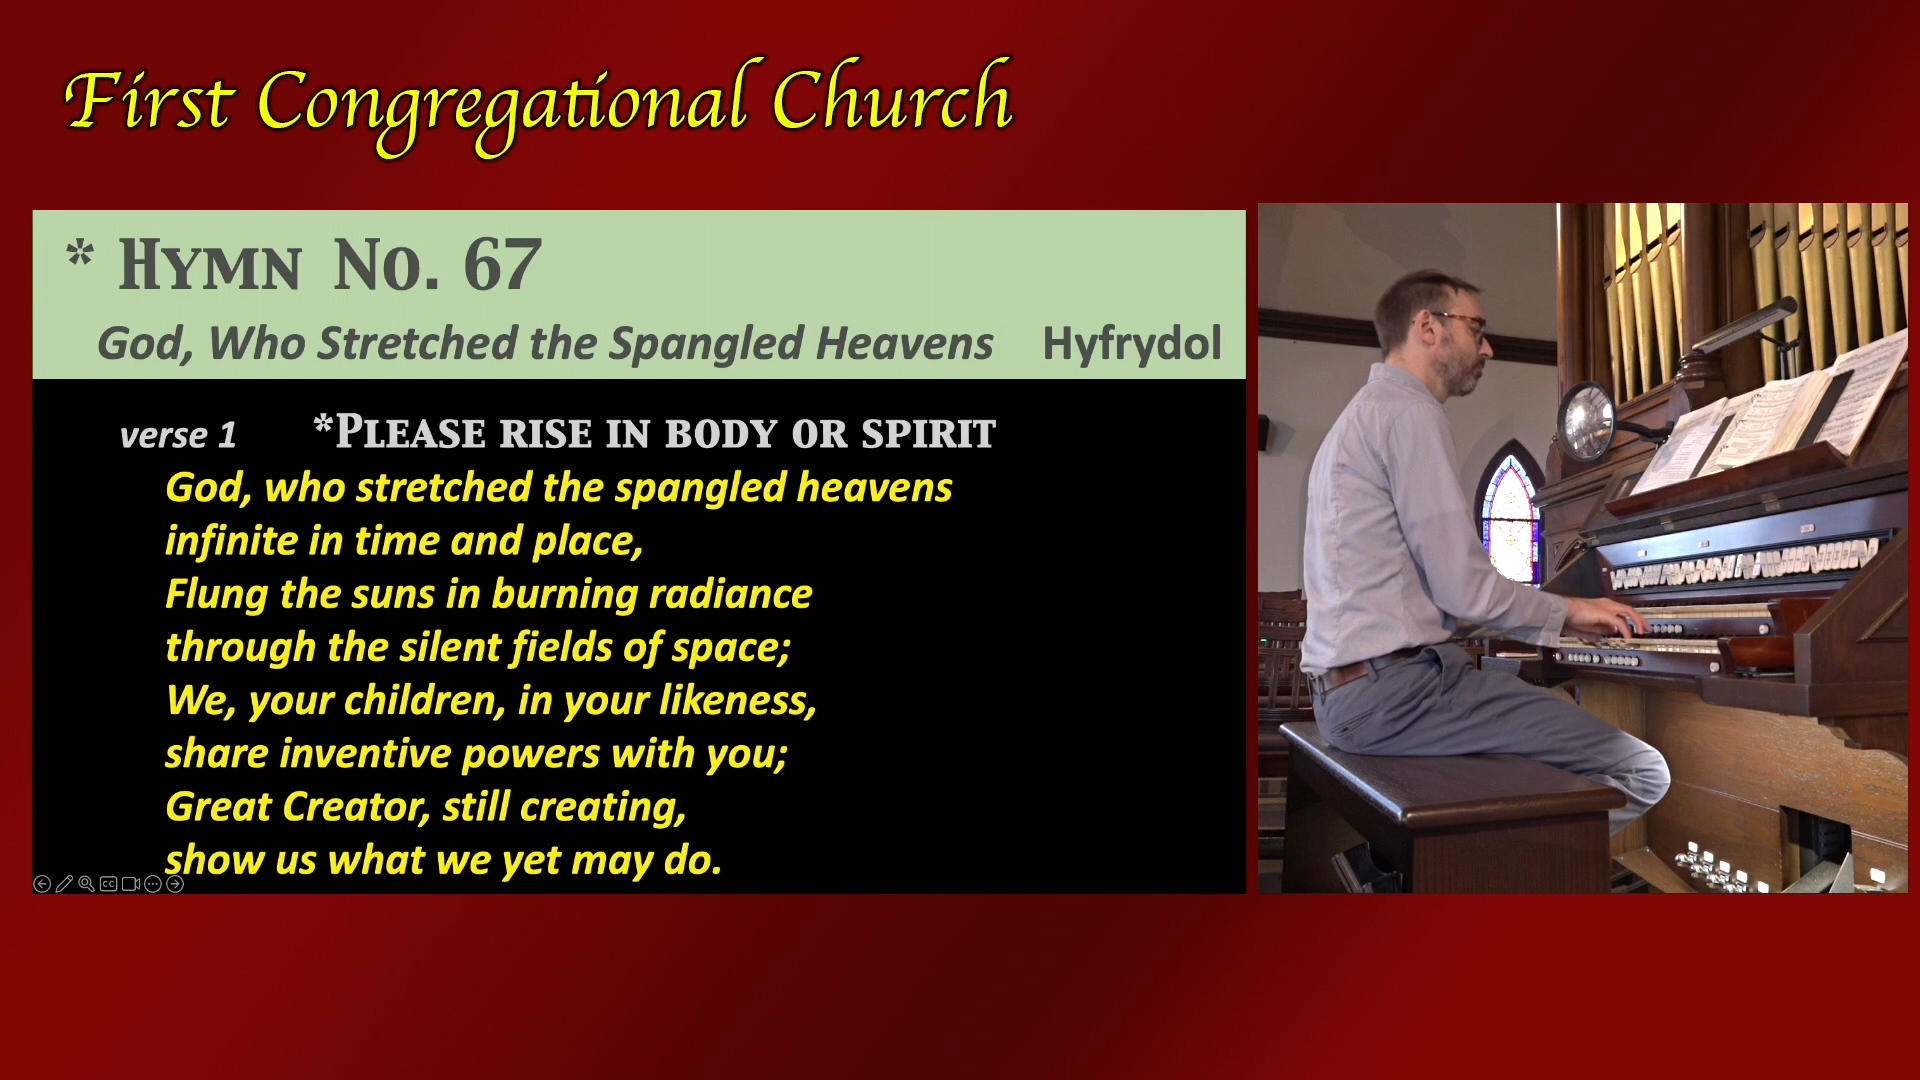 First Congregational Church
* Hymn No. 67
God, Who Stretched the Spangled Heavens Hyfrydol
verse 1 *Please rise in body or spirit
God, who stretched the spangled heavens
infinite in time and place,
Flung the suns in burning radiance
through the silent fields of space;
We, your children, in your likeness,
share inventive powers with you;
Great Creator, still creating,
show us what we yet may do.